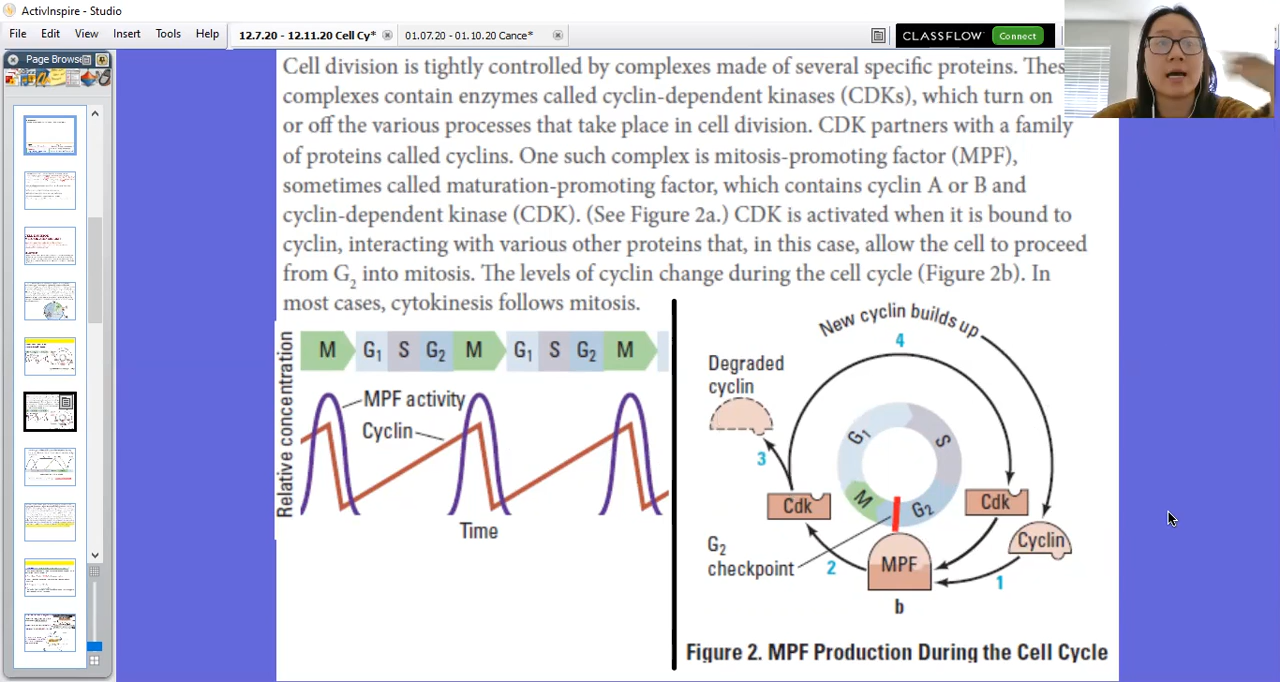 ActivInspire - Studio
File Edit View Insert Tools Help
12.7.20 - 12.11.20 Cell Cy*
01.07.20 - 01.10.20 Cance*
CLASSFLOW Connect
Page Browse
Cell division is tightly controlled by complexes made of several specific proteins. Thes
complexes contain enzymes called cyclin-dependent kinases (CDKs), which turn on
or off the various processes that take place in cell division. CDK partners with a family
of proteins called cyclins. One such complex is mitosis-promoting factor (MPF),
sometimes called maturation-promoting factor, which contains cyclin A or B and
cyclin-dependent kinase (CDK). (See Figure 2a.) CDK is activated when it is bound to
cyclin, interacting with various other proteins that, in this case, allow the cell to proceed
from G2 into mitosis. The levels of cyclin change during the cell cycle (Figure 2b). In
most cases, cytokinesis follows mitosis.
M G1 S G2 M G1 S G2 M
Relative concentration
MPF activity
Cyclin
Time
New cyclin builds up
4
Degraded
cyclin
3
G1 S
M G2
Cdk
Cdk
Cyclin
G2
checkpoint
2
MPF
1
b
Figure 2. MPF Production During the Cell Cycle